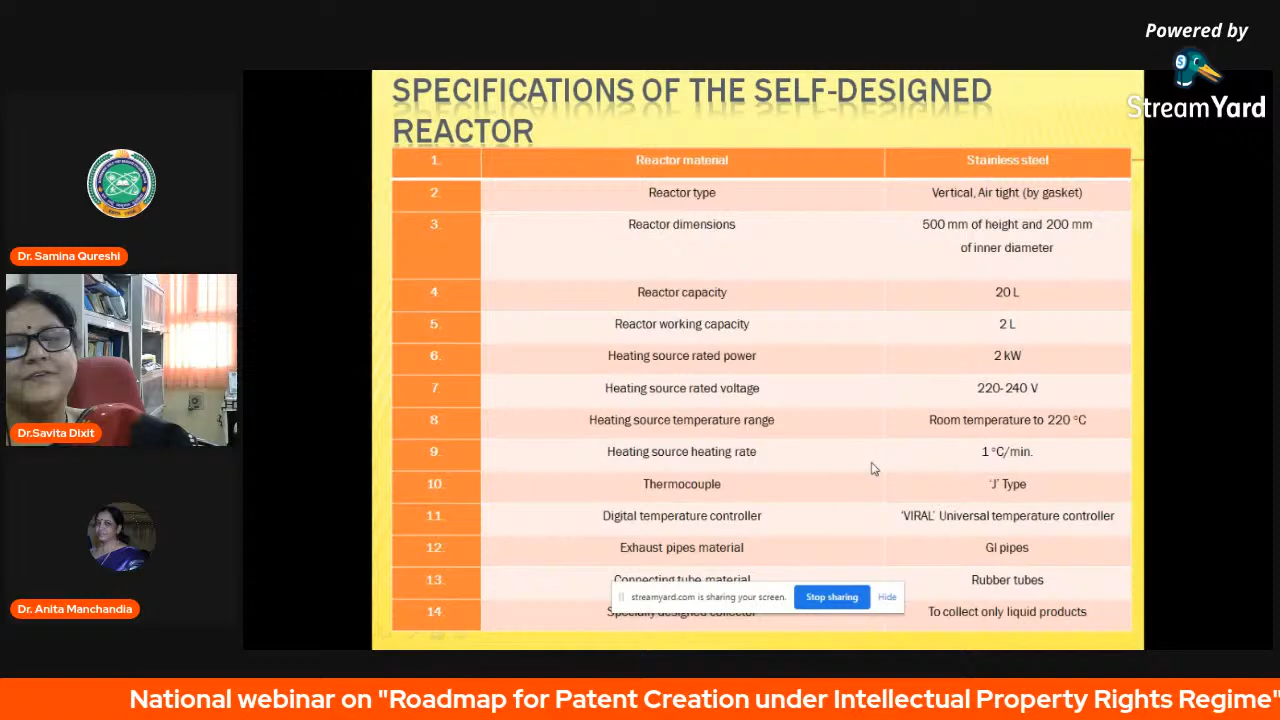 Powered by
StreamYard
SPECIFICATIONS OF THE SELF-DESIGNED
REACTOR
1. Reactor material Stainless steel
2. Reactor type Vertical, Air tight (by gasket)
3. Reactor dimensions 500 mm of height and 200 mm
of inner diameter
4 Reactor capacity 20 L
5. Reactor working capacity 2 L
6. Heating source rated power 2 kW
7. Heating source rated voltage 220- 240 V
8. Heating source temperature range Room temperature to 220 °C
9. Heating source heating rate 1 °C/min.
10. Thermocouple ‘J’ Type
11. Digital temperature controller ‘VIRAL’ Universal temperature controller
12. Exhaust pipes material GI pipes
13. Connecting tube material Rubber tubes
streamyard.com is sharing your screen. Stop sharing Hide
14. Specially designed collector To collect only liquid products
Dr. Samina Qureshi
Dr.Savita Dixit
Dr. Anita Manchandia
National webinar on "Roadmap for Patent Creation under Intellectual Property Rights Regime"